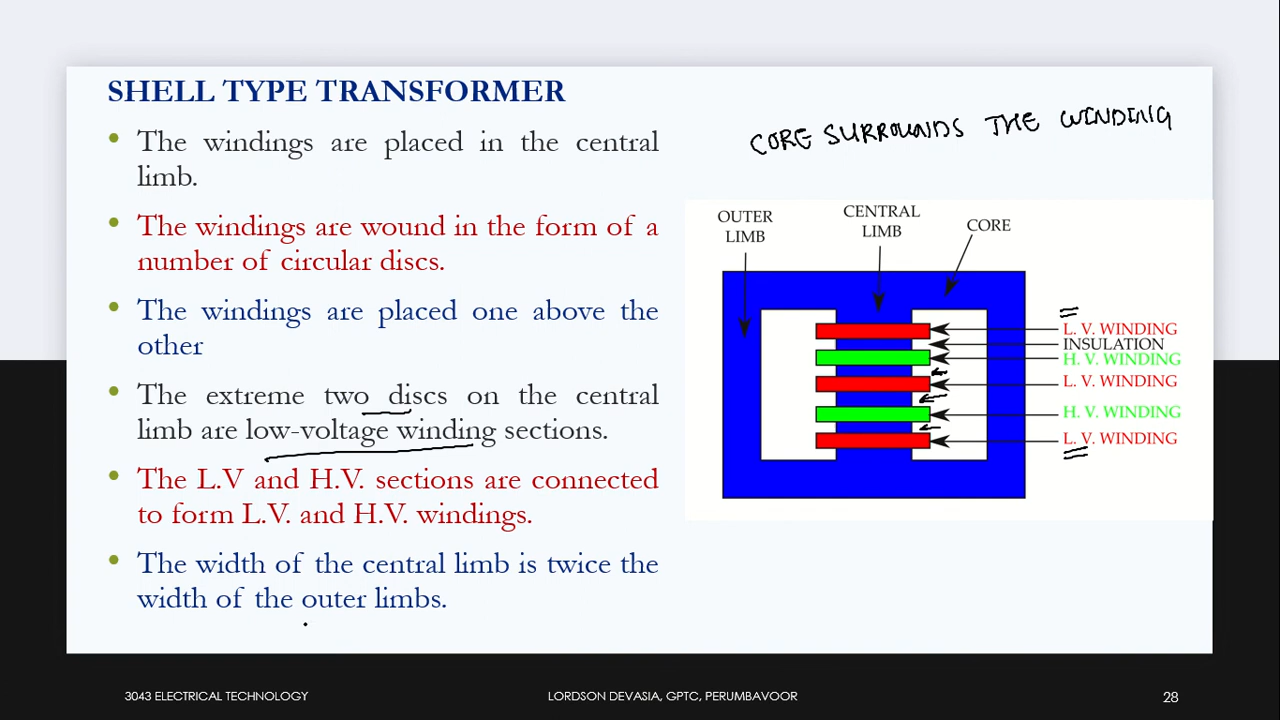 SHELL TYPE TRANSFORMER
• The windings are placed in the central
limb.
• The windings are wound in the form of a
number of circular discs.
• The windings are placed one above the
other
• The extreme two discs on the central
limb are low-voltage winding sections.
• The L.V and H.V. sections are connected
to form L.V. and H.V. windings.
• The width of the central limb is twice the
width of the outer limbs.
CORE SURROUNDS THE WINDING
OUTER
LIMB
CENTRAL
LIMB
CORE
L. V. WINDING
INSULATION
H. V. WINDING
L. V. WINDING
H. V. WINDING
L. V. WINDING
3043 ELECTRICAL TECHNOLOGY
LORDSON DEVASIA, GPTC, PERUMBAVOOR
28